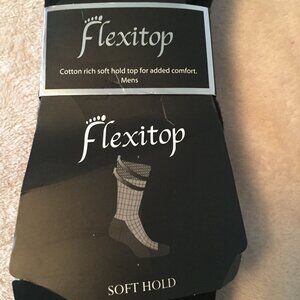 Flexitop
Cotton rich soft hold top for added comfort.
Mens
Flexitop
SOFT HOLD